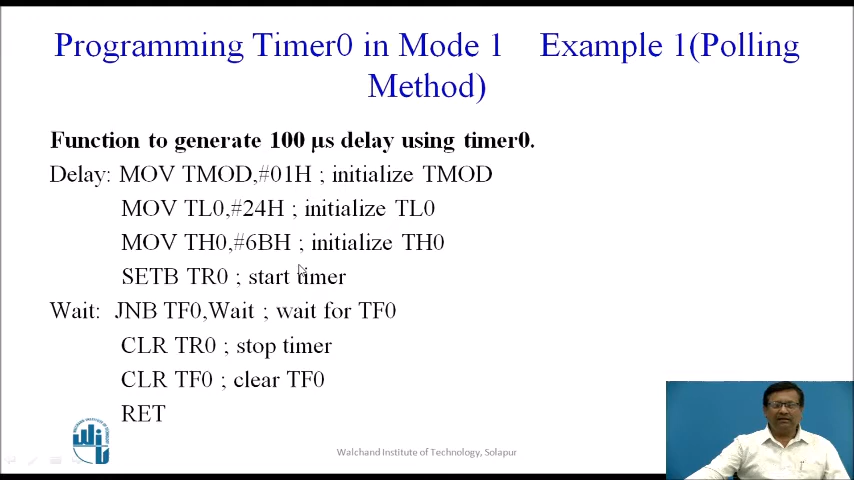 Programming Timer0 in Mode 1 Example 1(Polling
Method)
Function to generate 100 µs delay using timer0.
Delay: MOV TMOD,#01H ; initialize TMOD
MOV TL0,#24H ; initialize TL0
MOV TH0,#6BH ; initialize TH0
SETB TR0 ; start timer
Wait: JNB TF0,Wait ; wait for TF0
CLR TR0 ; stop timer
CLR TF0 ; clear TF0
RET
Walchand Institute of Technology, Solapur